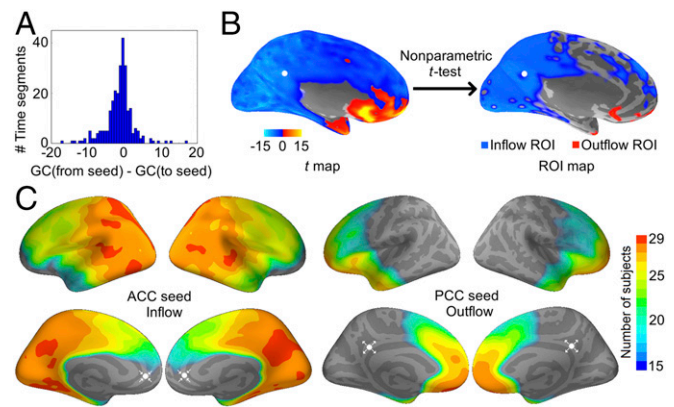 A
40
20
0
# Time segments
-20
-10
0
10
20
GC(from seed) - GC(to seed)
B
Nonparametric
t-test
-15
0
15
t map
Inflow ROI
Outflow ROI
ROI map
C
ACC seed
Inflow
PCC seed
Outflow
Number of subjects
29
25
20
15